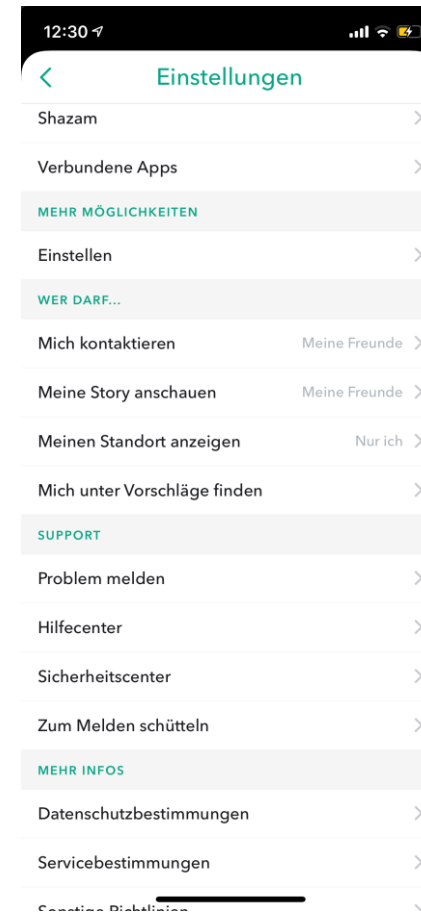 12:30
Einstellungen
Shazam
Verbundene Apps
MEHR MÖGLICHKEITEN
Einstellen
WER DARF...
Mich kontaktieren Meine Freunde
Meine Story anschauen Meine Freunde
Meinen Standort anzeigen Nur ich
Mich unter Vorschläge finden
SUPPORT
Problem melden
Hilfecenter
Sicherheitscenter
Zum Melden schütteln
MEHR INFOS
Datenschutzbestimmungen
Servicebestimmungen
Sonstige Richtlinien